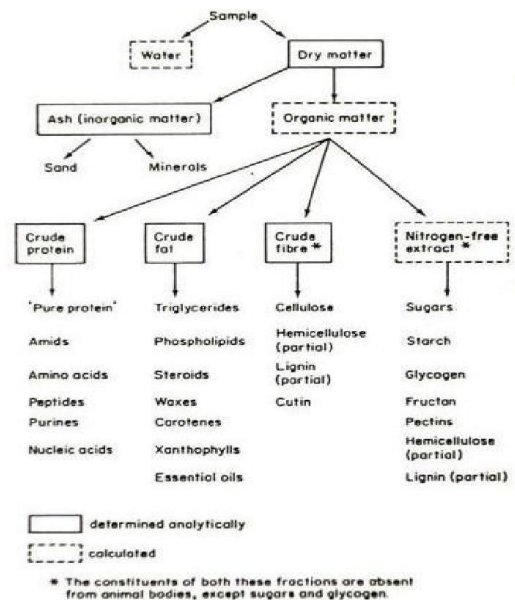 Sample
Water
Dry matter
Ash (inorganic matter)
Organic matter
Sand
Minerals
Crude
protein
Crude
fat
Crude
fibre *
Nitrogen-free
extract *
'Pure protein'
Amids
Amino acids
Peptides
Purines
Nucleic acids
Triglycerides
Phospholipids
Steroids
Waxes
Carotenes
Xanthophylls
Essential oils
Cellulose
Hemicellulose
(partial)
Lignin
(partial)
Cutin
Sugars
Starch
Glycogen
Fructan
Pectins
Hemicellulose
(partial)
Lignin (partial)
determined analytically
calculated
* The constituents of both these fractions are absent
from animal bodies, except sugars and glycogen.